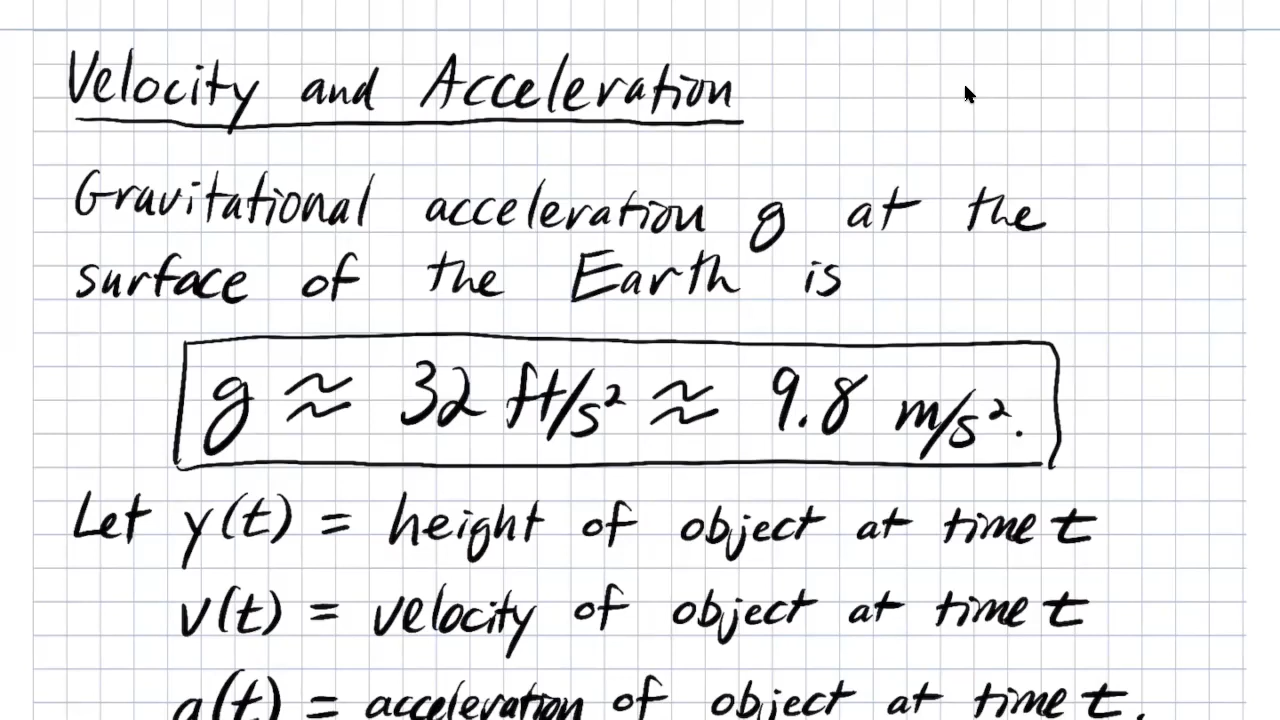 Velocity and Acceleration
Gravitational acceleration g at the
surface of the Earth is
g ≈ 32 ft/s² ≈ 9.8 m/s².
Let y(t) = height of object at time t
v(t) = velocity of object at time t
a(t) = acceleration of object at time t.